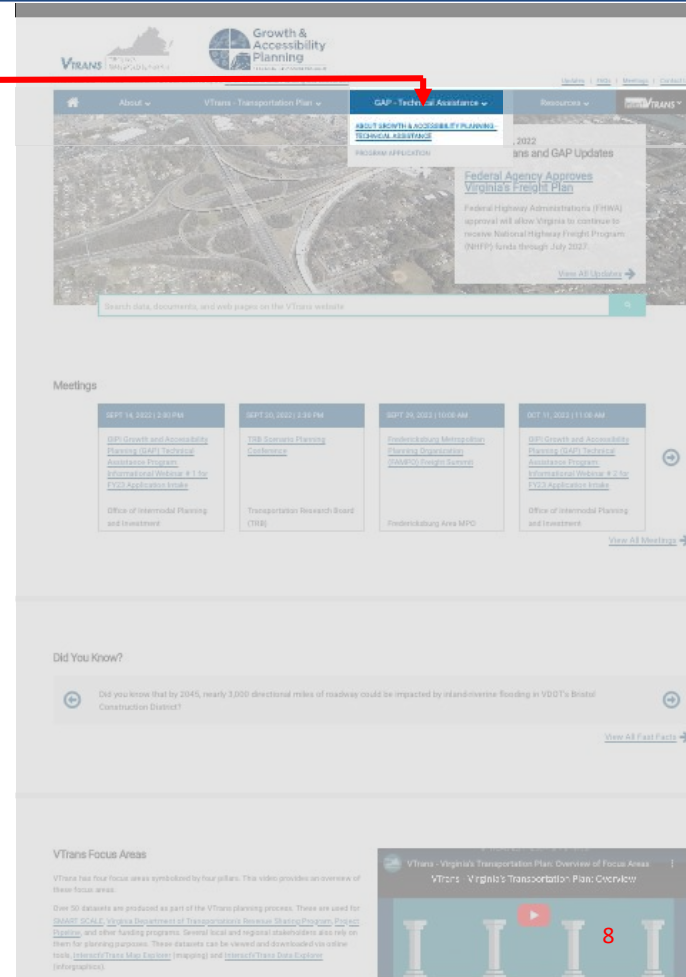 VTRANS
Growth &
Accessibility
Planning
Updates | FAQs | Meetings | Contact
About
VTrans - Transportation Plan
GAP - Technical Assistance
Resources
VTRANS
ABOUT GROWTH & ACCESSIBILITY PLANNING -
TECHNICAL ASSISTANCE
PROGRAM APPLICATION
, 2022
ans and GAP Updates
Federal Agency Approves
Virginia's Freight Plan
Federal Highway Administration's (FHWA)
approval will allow Virginia to continue to
receive National Highway Freight Program
(NHFP) funds through July 2027.
View All Updates
Search data, documents, and web pages on the VTrans website
Meetings
SEPT 14, 2022 | 2:00 PM
OIPI Growth and Accessibility
Planning (GAP) Technical
Assistance Program:
Informational Webinar # 1 for
FY23 Application Intake
Office of Intermodal Planning
and Investment
SEPT 20, 2022 | 2:30 PM
TRB Scenario Planning
Conference
Transportation Research Board
(TRB)
SEPT 29, 2022 | 10:00 AM
Fredericksburg Metropolitan
Planning Organization
(FAMPO) Freight Summit
Fredericksburg Area MPO
OCT 11, 2022 | 11:00 AM
OIPI Growth and Accessibility
Planning (GAP) Technical
Assistance Program:
Informational Webinar # 2 for
FY23 Application Intake
Office of Intermodal Planning
and Investment
View All Meetings
Did You Know?
Did you know that by 2045, nearly 3,000 directional miles of roadway could be impacted by inland/riverine flooding in VDOT's Bristol
Construction District?
View All Fast Facts
VTrans Focus Areas
VTrans has four focus areas symbolized by four pillars. This video provides an overview of
these focus areas:
Over 50 datasets are produced as part of the VTrans planning process. These are used for
SMART SCALE, Virginia Department of Transportation's Revenue Sharing Program, Project
Pipeline, and other funding programs. Several local and regional stakeholders also rely on
them for planning purposes. These datasets can be viewed and downloaded via online
tools, InteractVTrans Map Explorer (mapping) and InteractVTrans Data Explorer
(infographics).
VTrans - Virginia's Transportation Plan: Overview of Focus Areas
VTrans - Virginia's Transportation Plan: Overview
8